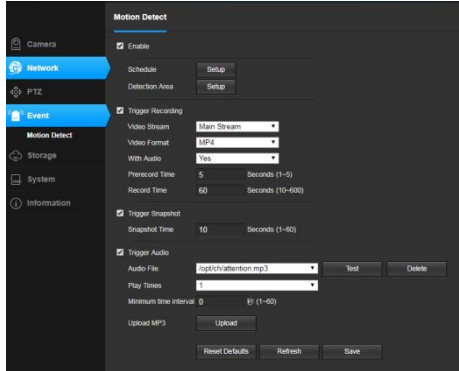 Motion Detect
Camera
Network
PTZ
Event
Motion Detect
Storage
System
Information
Enable
Schedule Setup
Detection Area Setup
Trigger Recording
Video Stream Main Stream
Video Format MP4
With Audio Yes
Prerecord Time 5 Seconds (1~5)
Record Time 60 Seconds (10~600)
Trigger Snapshot
Snapshot Time 10 Seconds (1~60)
Trigger Audio
Audio File /opt/ch/attention.mp3 Test Delete
Play Times 1
Minimum time interval 0 秒 (1~60)
Upload MP3 Upload
Reset Defaults Refresh Save